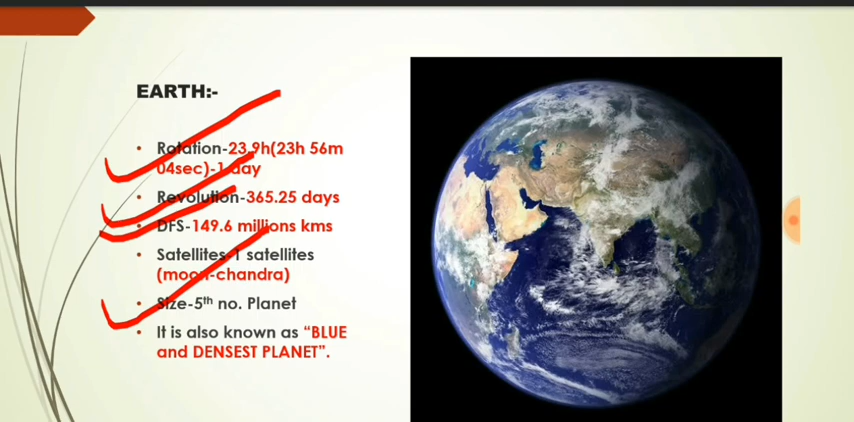 EARTH:-
• Rotation-23.9h(23h 56m
04sec)-1 day
• Revolution-365.25 days
• DFS-149.6 millions kms
• Satellites-1 satellites
(moon-chandra)
• Size-5th no. Planet
• It is also known as “BLUE
and DENSEST PLANET”.